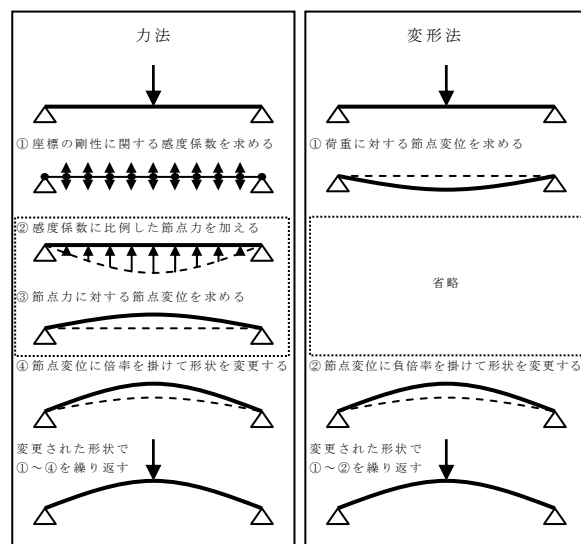 力法
①座標の剛性に関する感度係数を求める
②感度係数に比例した節点力を加える
③節点力に対する節点変位を求める
④節点変位に倍率を掛けて形状を変更する
変更された形状で
①～④を繰り返す
変形法
①荷重に対する節点変位を求める
省略
②節点変位に負倍率を掛けて形状を変更する
変更された形状で
①～②を繰り返す